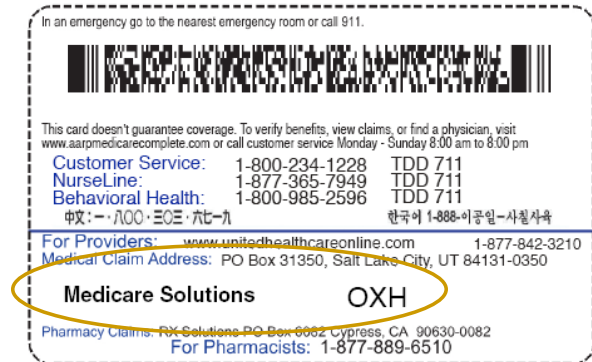 In an emergency go to the nearest emergency room or call 911.
This card doesn't guarantee coverage. To verify benefits, view claims, or find a physician, visit
www.aarpmedicarecomplete.com or call customer service Monday - Sunday 8:00 am to 8:00 pm
Customer Service: 1-800-234-1228 TDD 711
NurseLine: 1-877-365-7949 TDD 711
Behavioral Health: 1-800-985-2596 TDD 711
中文：一·八〇〇·三〇三·六七一九 한국어 1-888-이공일-사칠사육
For Providers: www.unitedhealthcareonline.com 1-877-842-3210
Medical Claim Address: PO Box 31350, Salt Lake City, UT 84131-0350
Medicare Solutions OXH
Pharmacy Claims: RX Solutions PO Box 6082 Cypress, CA 90630-0082
For Pharmacists: 1-877-889-6510